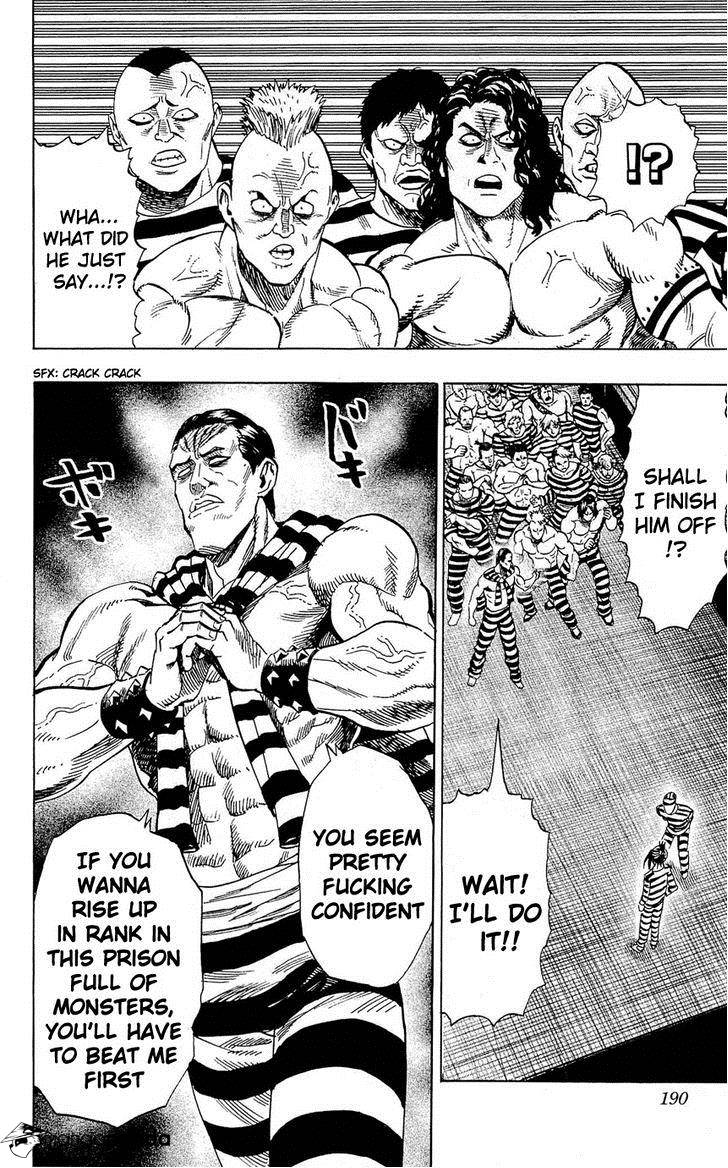 !?
WHA...
WHAT DID
HE JUST
SAY...!?
SFX: CRACK CRACK
SHALL
I FINISH
HIM OFF
!?
WAIT!
I'LL DO
IT!!
バキ
ボキ
YOU SEEM
PRETTY
FUCKING
CONFIDENT
IF YOU
WANNA
RISE UP
IN RANK IN
THIS PRISON
FULL OF
MONSTERS,
YOU'LL HAVE
TO BEAT ME
FIRST
190